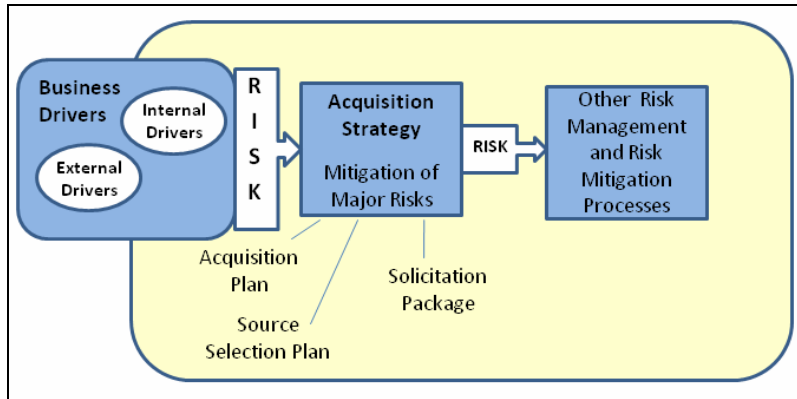 Business
Drivers
Internal
Drivers
External
Drivers
R
I
S
K
Acquisition
Strategy
Mitigation of
Major Risks
RISK
Other Risk
Management
and Risk
Mitigation
Processes
Acquisition
Plan
Source
Selection Plan
Solicitation
Package